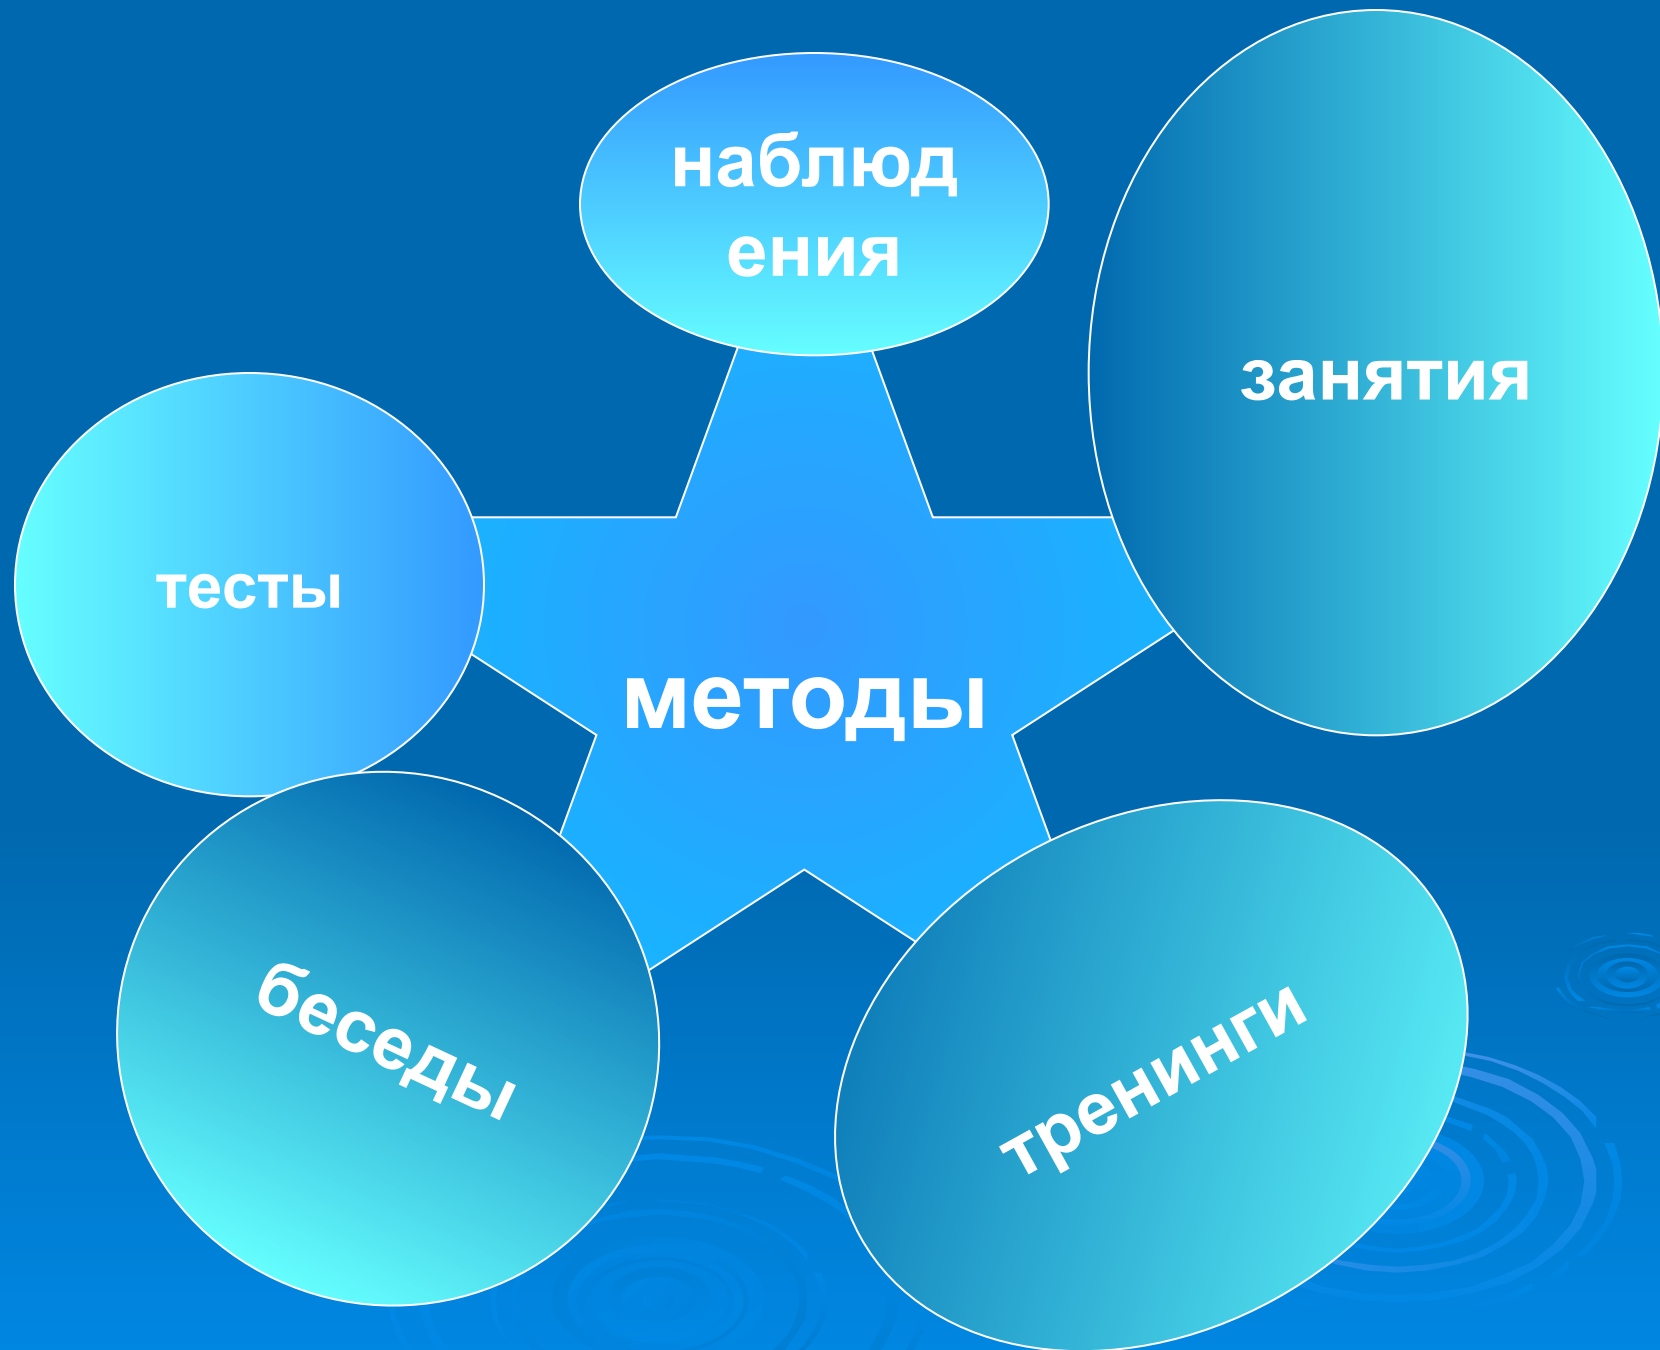 наблюд
ения
занятия
тесты
методы
беседы
тренинги